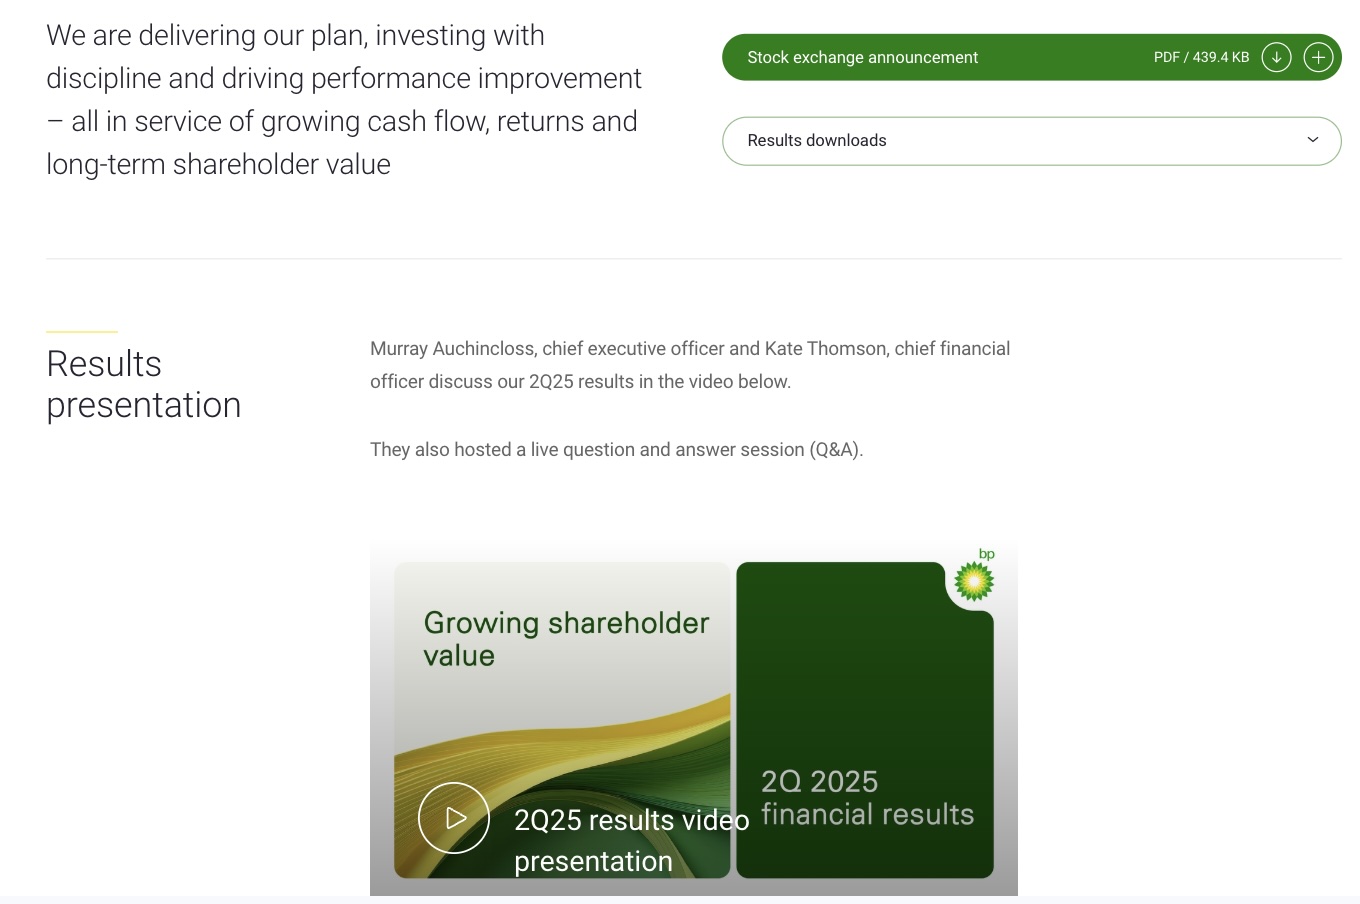 We are delivering our plan, investing with
discipline and driving performance improvement
– all in service of growing cash flow, returns and
long-term shareholder value
Stock exchange announcement
PDF / 439.4 KB
Results downloads
Results
presentation
Murray Auchincloss, chief executive officer and Kate Thomson, chief financial
officer discuss our 2Q25 results in the video below.
They also hosted a live question and answer session (Q&A).
bp
Growing shareholder
value
2Q 2025
financial results
2Q25 results video
presentation